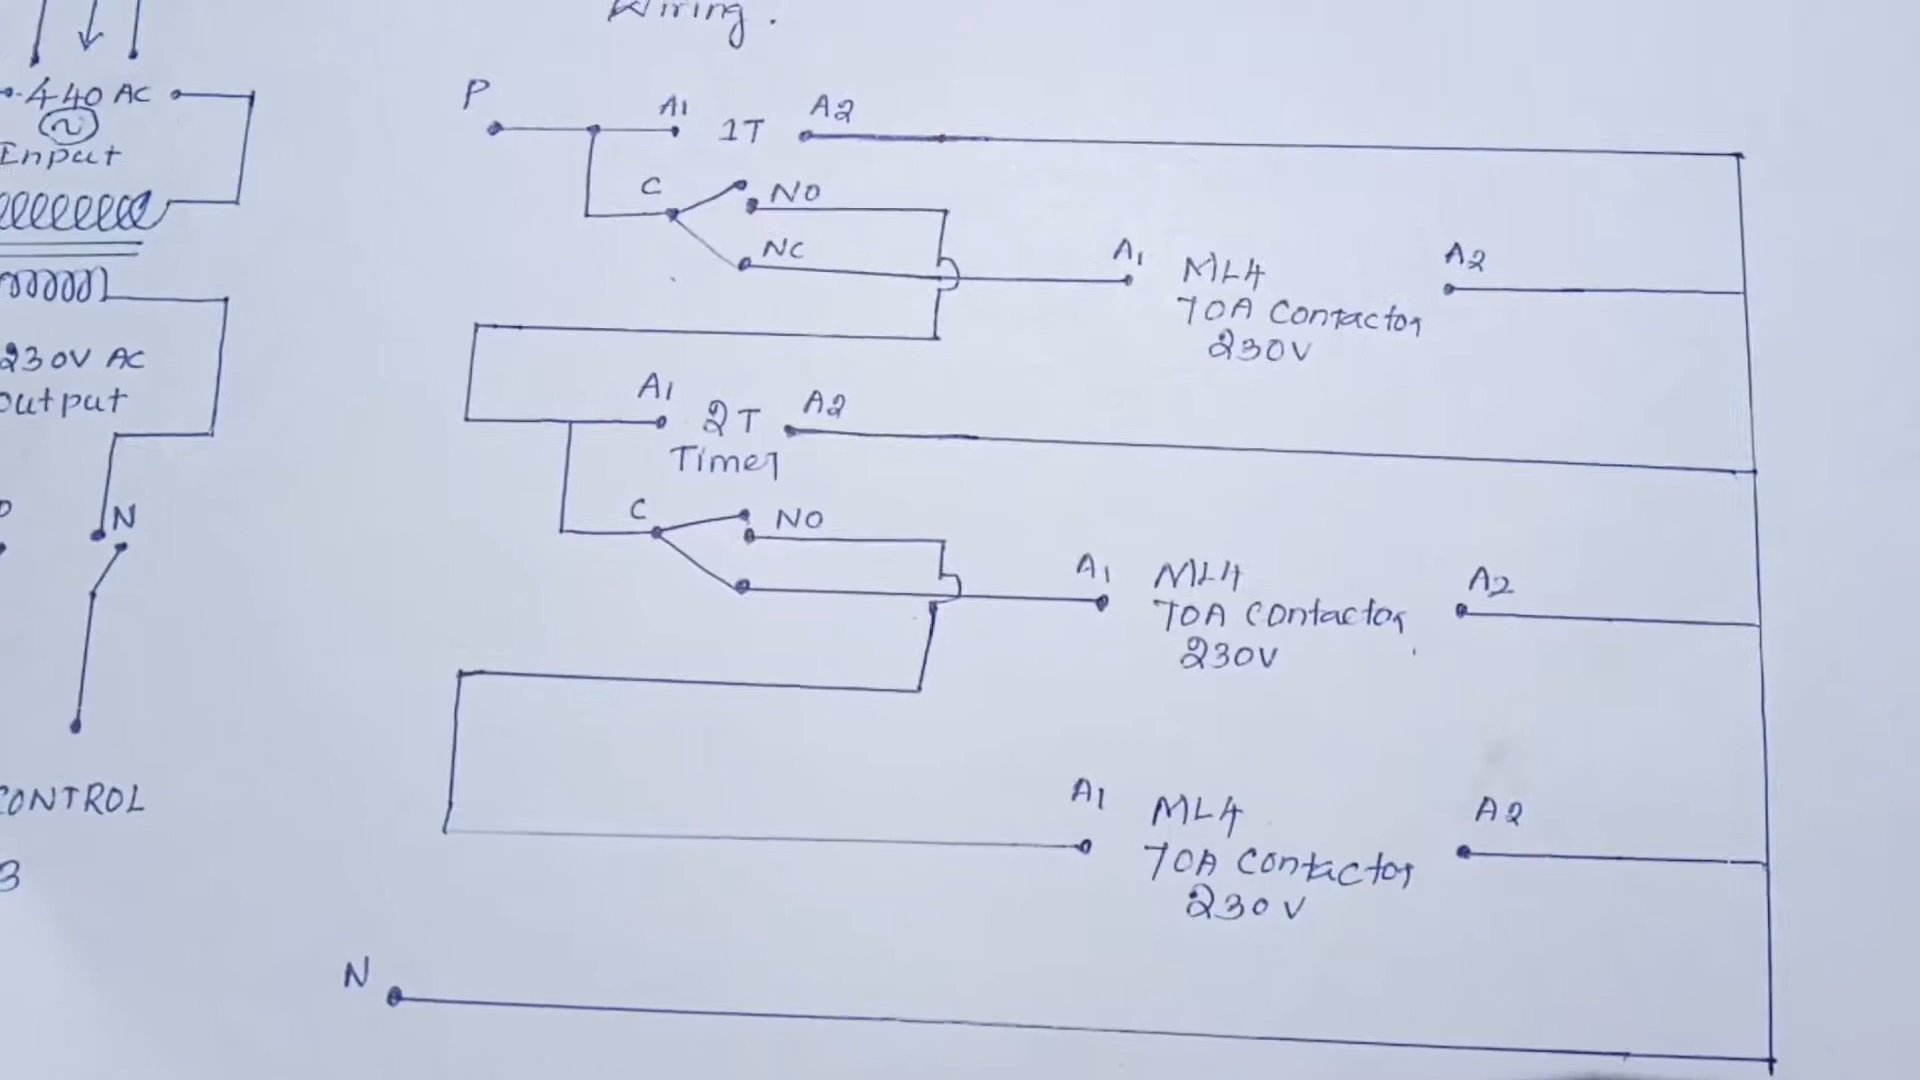 Wiring.
440 AC
~
Input
230V AC
output
N
CONTROL
3
P
A1 1T A2
C NO
NC
A1 ML4 A2
70A Contactor
230V
A1 2T A2
Timer
C NO
A1 ML4 A2
70A Contactor
230V
A1 ML4 A2
70A Contactor
230V
N